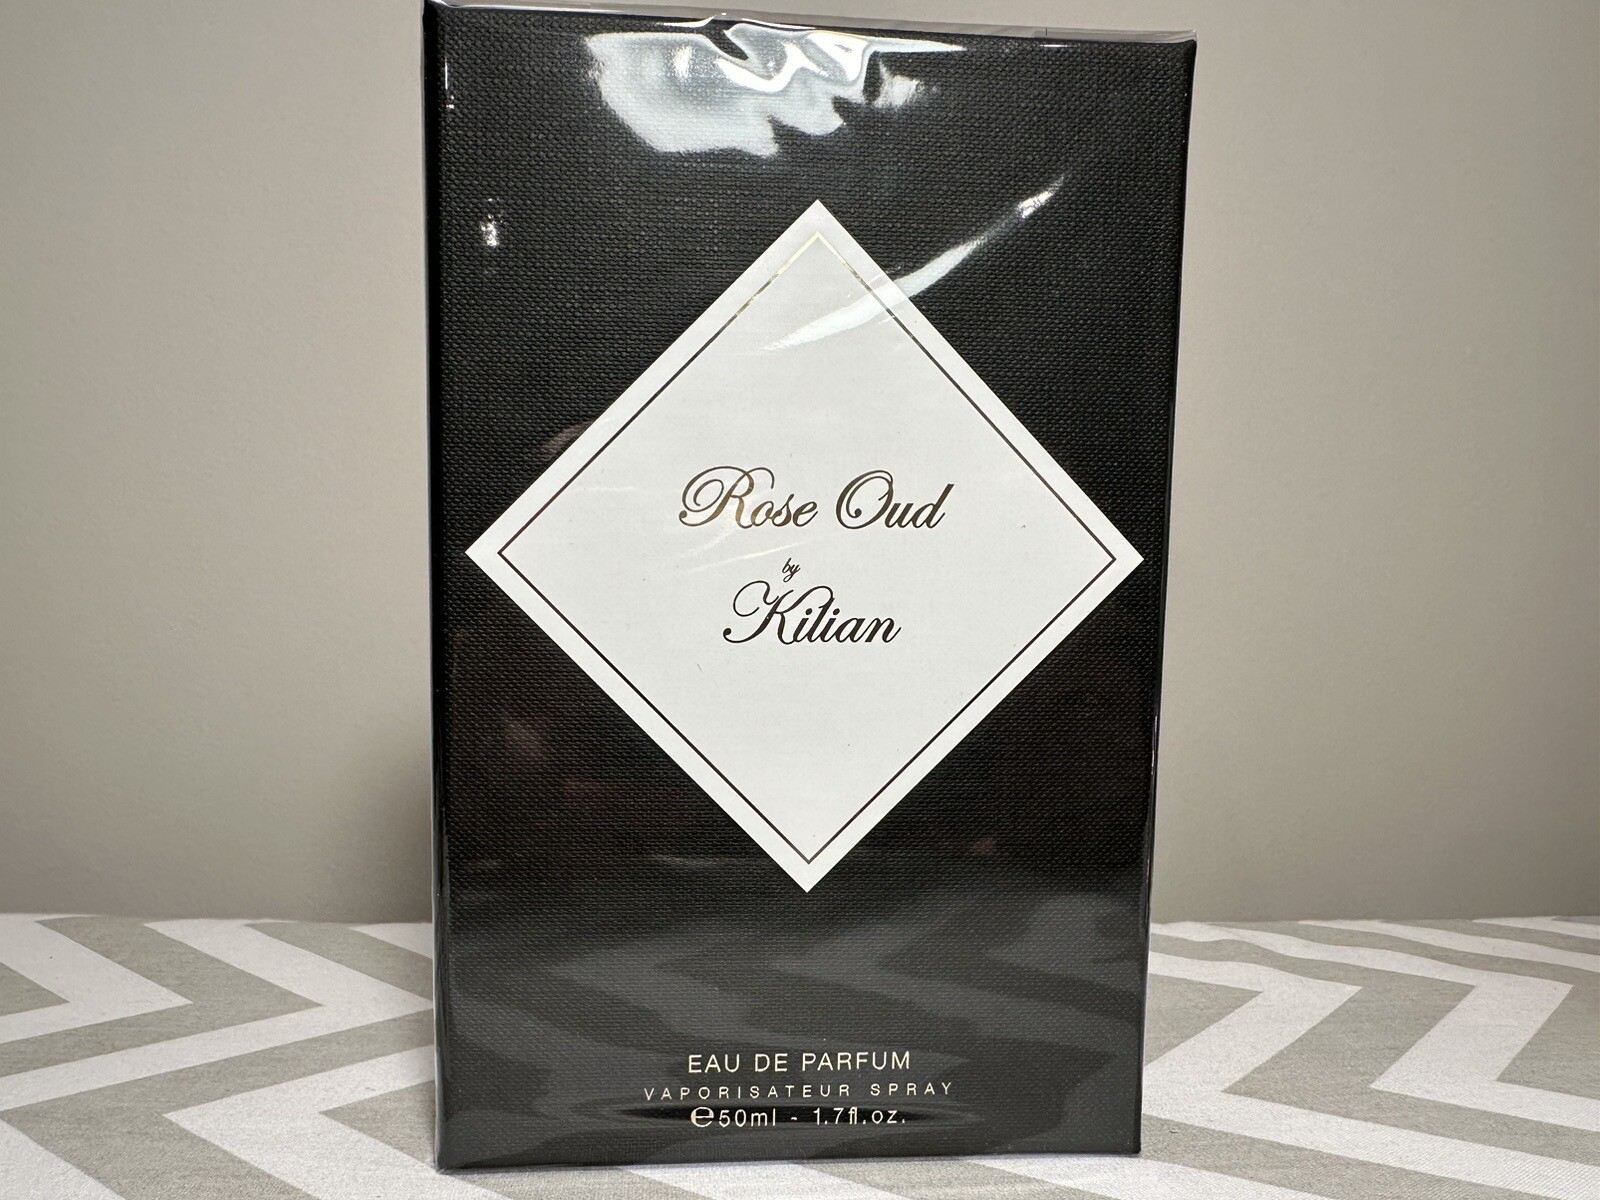 Rose Oud
by
Kilian
EAU DE PARFUM
VAPORISATEUR SPRAY
℮50ml - 1.7fl.oz.